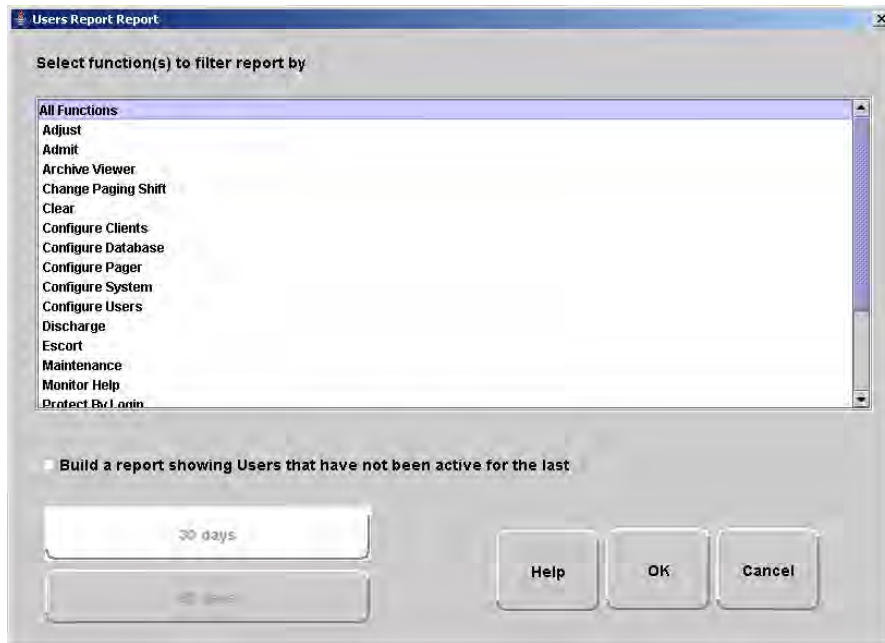 Users Report Report
Select function(s) to filter report by
All Functions
Adjust
Admit
Archive Viewer
Change Paging Shift
Clear
Configure Clients
Configure Database
Configure Pager
Configure System
Configure Users
Discharge
Escort
Maintenance
Monitor Help
Protect By Login
Build a report showing Users that have not been active for the last
30 days
Help
OK
Cancel